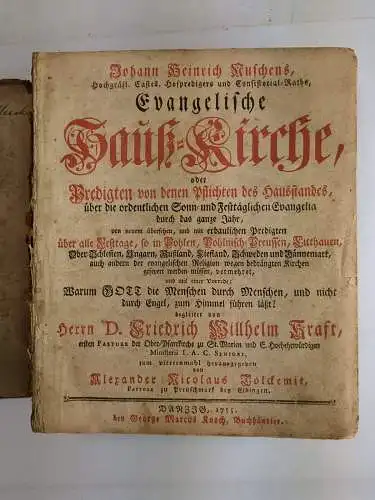 Johann Heinrich Muschens,
Hochgräfl. Castel. Hofpredigers und Consistorial-Raths,
Evangelische
Hauß-Kirche,
oder
Predigten von denen Pflichten des Hausstandes,
über die ordentlichen Sonn- und Festtäglichen Evangelia
durch das ganze Jahr,
von neuem übersehen, und mit erbaulichen Predigten
über alle Festtage, so in Pohlen, Pohlnisch-Preussen, Litthauen,
Ober-Schlesien, Ungarn, Rußland, Liefland, Schweden und Dännemark,
auch andern der evangelischen Religion wegen bedrängten Kirchen
gefeyert werden müssen, vermehret,
und mit einer Vorrede:
Warum GOTT die Menschen durch Menschen, und nicht
durch Engel, zum Himmel führen läßt?
begleitet von
Herrn D. Friedrich Willhelm Kraft,
ersten PASTORE der Ober-Pfarrkirche zu St. Marien und E. Hochehrwürdigen
Ministerii I. A. C. SENIORE,
zum viertenmahl herausgegeben
von
Alexander Nicolaus Tolckemit,
PASTORE zu Preuschmark bey Elbingen.
DANZIG, 1755.
bey George Marcus Knoch, Buchhändler.